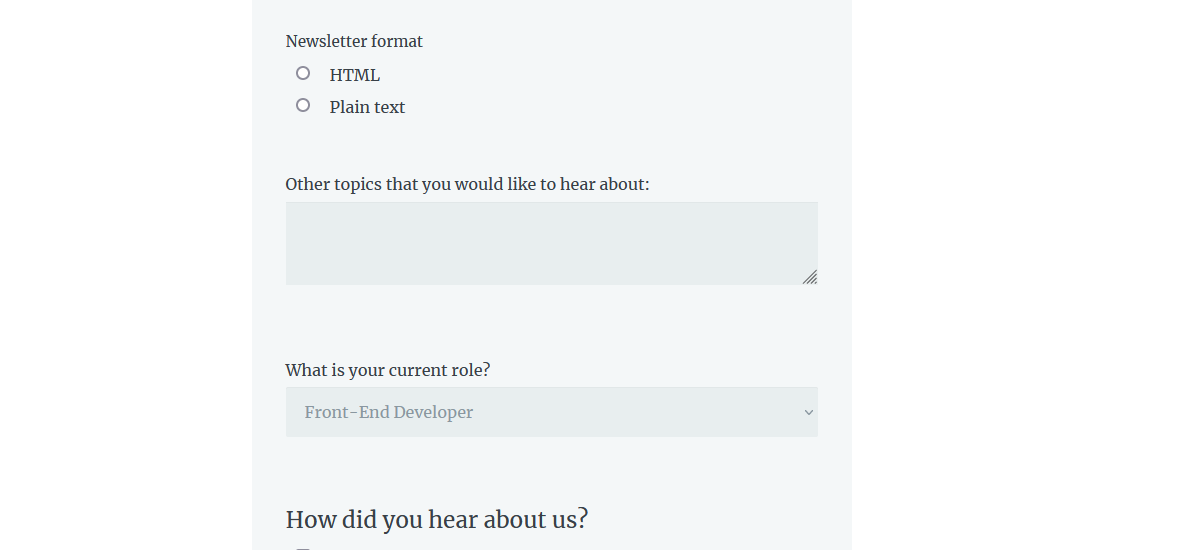 Newsletter format
HTML
Plain text
Other topics that you would like to hear about:
What is your current role?
Front-End Developer
How did you hear about us?